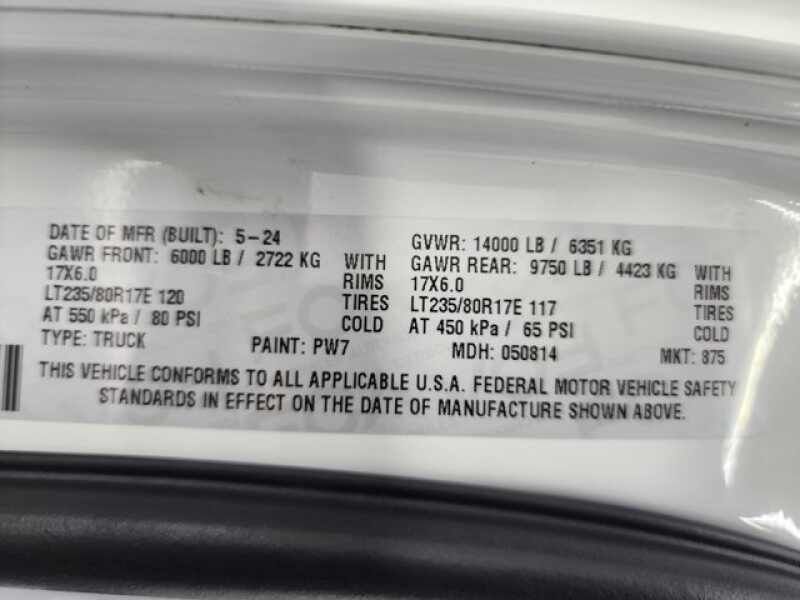 DATE OF MFR (BUILT): 5-24 GVWR: 14000 LB / 6351 KG
GAWR FRONT: 6000 LB / 2722 KG WITH GAWR REAR: 9750 LB / 4423 KG WITH
17X6.0 RIMS 17X6.0 RIMS
LT235/80R17E 120 TIRES LT235/80R17E 117 TIRES
AT 550 kPa / 80 PSI COLD AT 450 kPa / 65 PSI COLD
TYPE: TRUCK PAINT: PW7 MDH: 050814 MKT: 875
THIS VEHICLE CONFORMS TO ALL APPLICABLE U.S.A. FEDERAL MOTOR VEHICLE SAFETY
STANDARDS IN EFFECT ON THE DATE OF MANUFACTURE SHOWN ABOVE.